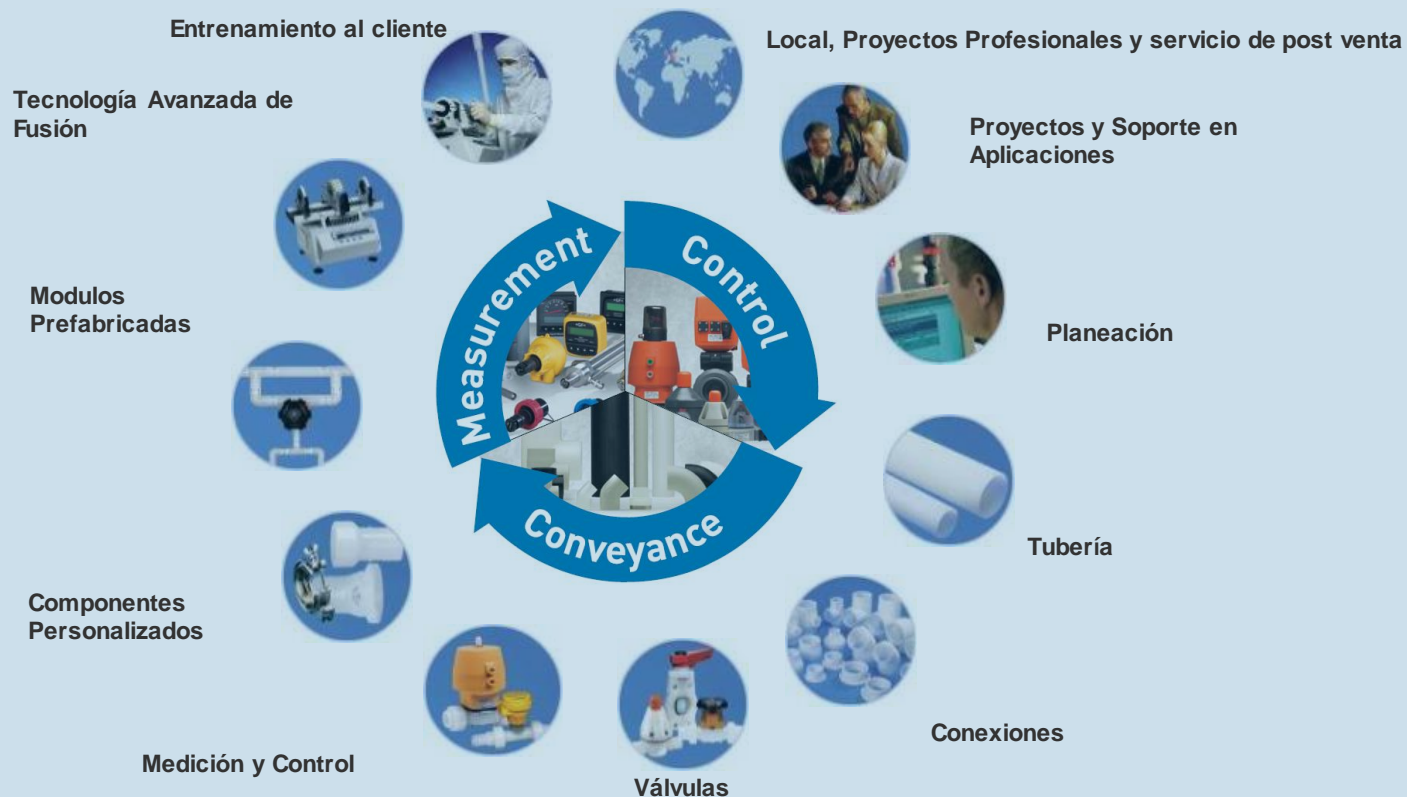 Entrenamiento al cliente
Local, Proyectos Profesionales y servicio de post venta
Tecnología Avanzada de
Fusión
Proyectos y Soporte en
Aplicaciones
Measurement
Control
Modulos
Prefabricadas
Planeación
Conveyance
Tubería
Componentes
Personalizados
Conexiones
Medición y Control
Válvulas